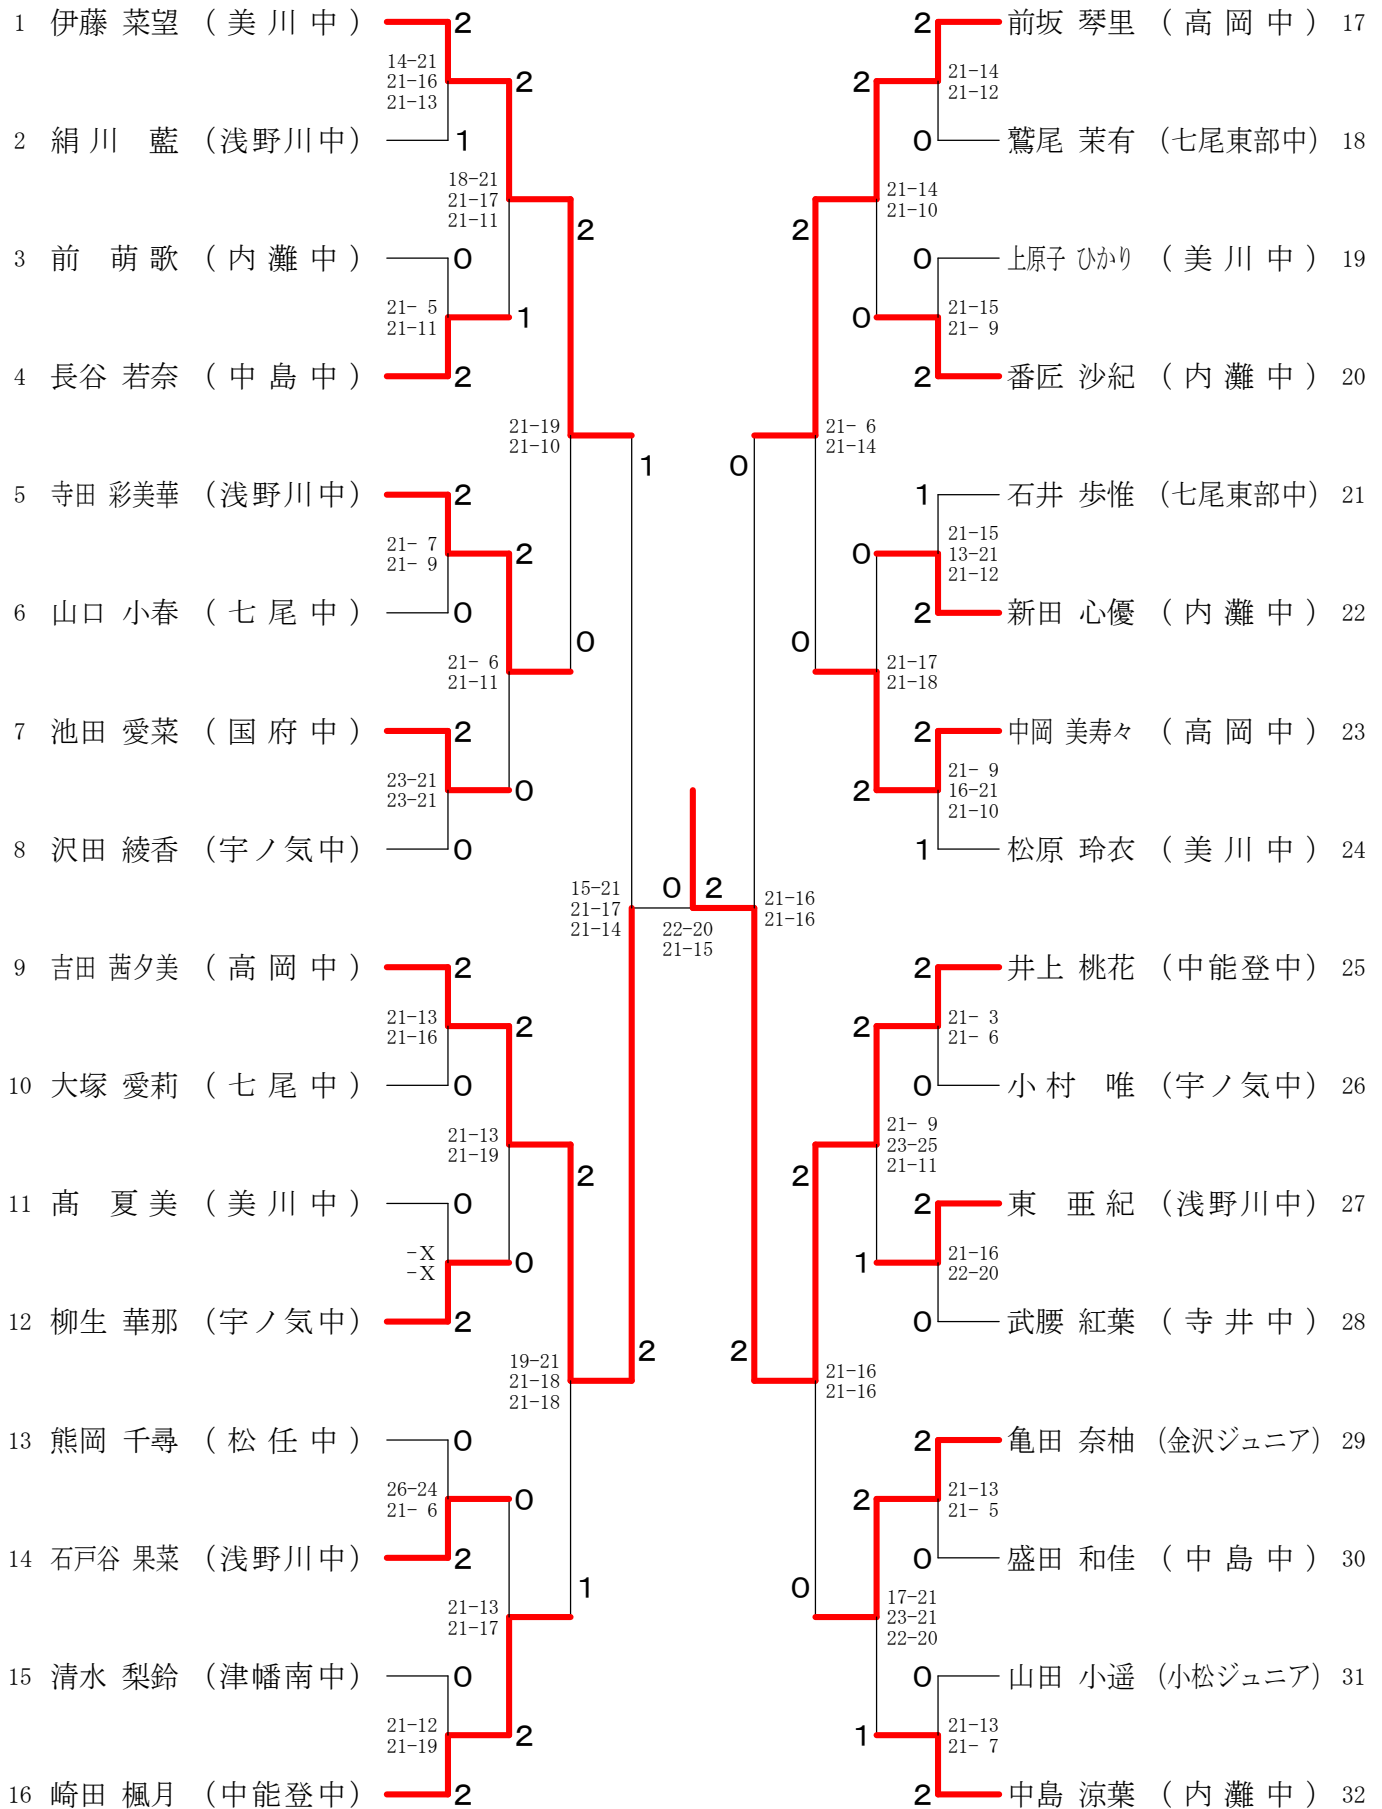 1 伊藤 菜望 ( 美 川 中 ) 2
14-21
21-16
21-13
2
2 絹 川 藍 (浅野川中) 1
18-21
21-17
21-11
2
3 前 萌 歌 ( 内 灘 中 ) 0
21- 5
21-11
1
4 長谷 若奈 ( 中 島 中 ) 2
21-19
21-10
1
5 寺田 彩美華 (浅野川中) 2
21- 7
21- 9
2
6 山口 小春 ( 七 尾 中 ) 0
21- 6
21-11
0
7 池田 愛菜 ( 国 府 中 ) 2
23-21
23-21
0
8 沢田 綾香 (宇ノ気中) 0
15-21
21-17
21-14
0 2
22-20
21-15
9 吉田 茜夕美 ( 高 岡 中 ) 2
21-13
21-16
2
10 大塚 愛莉 ( 七 尾 中 ) 0
21-13
21-19
2
11 髙 夏 美 ( 美 川 中 ) 0
-X
-X
0
12 柳生 華那 (宇ノ気中) 2
19-21
21-18
21-18
2
13 熊岡 千尋 ( 松 任 中 ) 0
26-24
21- 6
0
14 石戸谷 果菜 (浅野川中) 2
21-13
21-17
1
15 清水 梨鈴 (津幡南中) 0
21-12
21-19
2
16 崎田 楓月 (中能登中) 2
2 前坂 琴里 ( 高 岡 中 ) 17
21-14
21-12
2
0 鷲尾 茉有 (七尾東部中) 18
21-14
21-10
2
0 上原子 ひかり ( 美 川 中 ) 19
21-15
21- 9
0
2 番匠 沙紀 ( 内 灘 中 ) 20
21- 6
21-14
0
1 石井 歩惟 (七尾東部中) 21
21-15
13-21
21-12
0
2 新田 心優 ( 内 灘 中 ) 22
21-17
21-18
0
2 中岡 美寿々 ( 高 岡 中 ) 23
21- 9
16-21
21-10
2
1 松原 玲衣 ( 美 川 中 ) 24
21-16
21-16
2 井上 桃花 (中能登中) 25
21- 3
21- 6
2
0 小 村 唯 (宇ノ気中) 26
21- 9
23-25
21-11
2
2 東 亜 紀 (浅野川中) 27
21-16
22-20
1
0 武腰 紅葉 ( 寺 井 中 ) 28
21-16
21-16
2
2 亀田 奈柚 (金沢ジュニア) 29
21-13
21- 5
2
0 盛田 和佳 ( 中 島 中 ) 30
17-21
23-21
22-20
0
0 山田 小遥 (小松ジュニア) 31
21-13
21- 7
1
2 中島 涼葉 ( 内 灘 中 ) 32